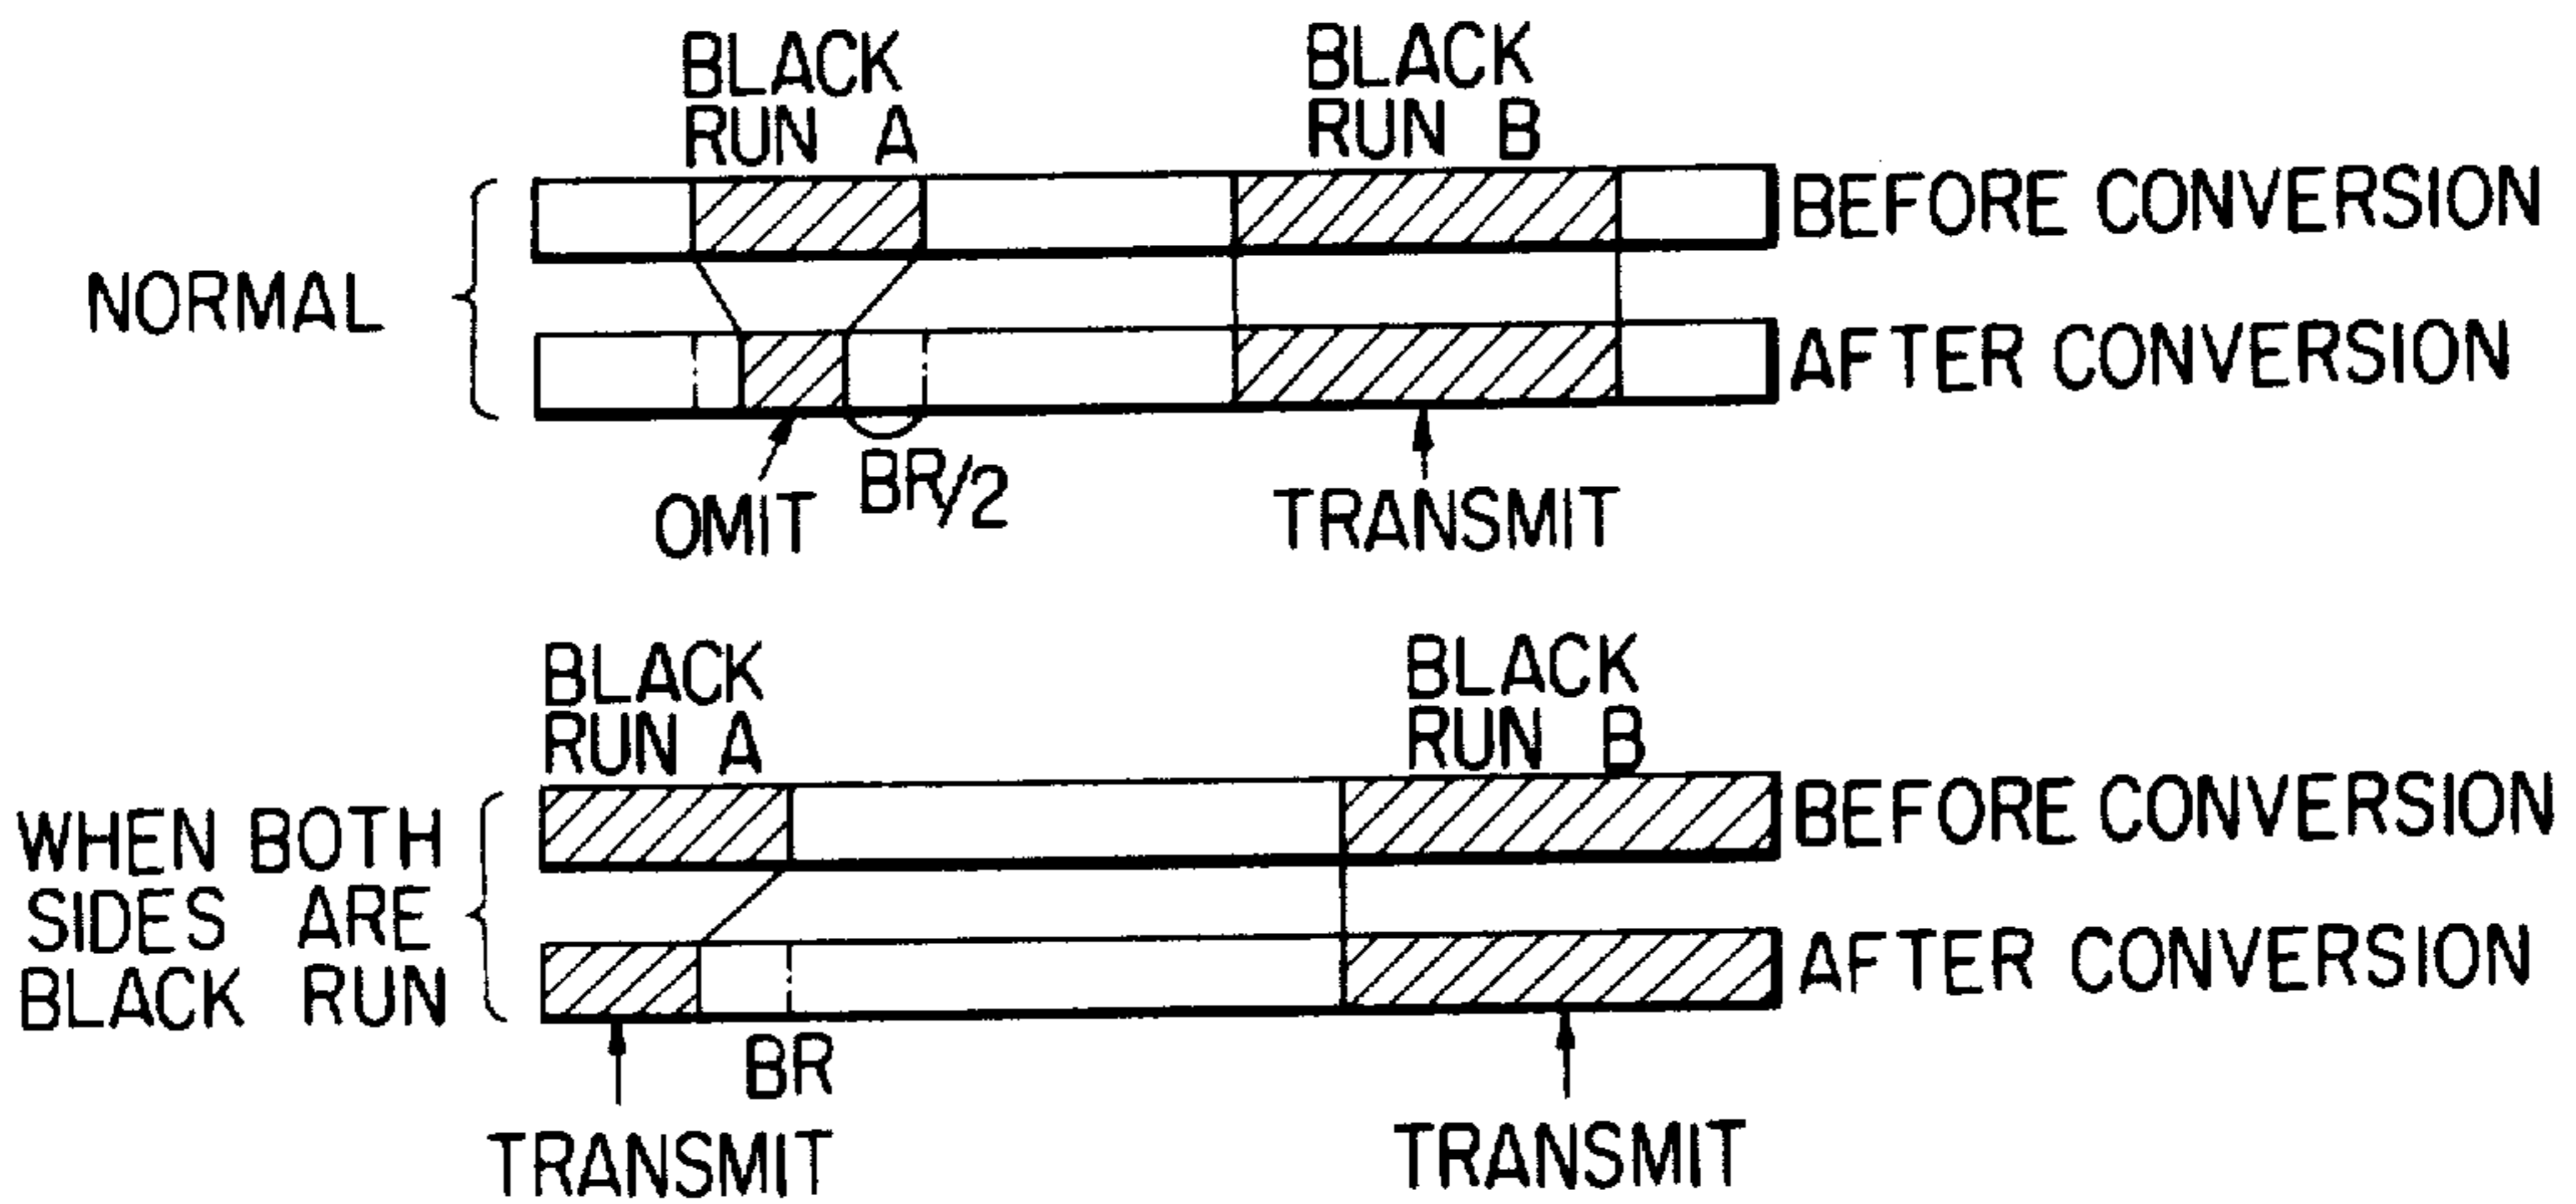 BLACK
RUN A
BLACK
RUN B
BEFORE CONVERSION
NORMAL
AFTER CONVERSION
OMIT
BR/2
TRANSMIT
BLACK
RUN A
BLACK
RUN B
BEFORE CONVERSION
WHEN BOTH
SIDES ARE
BLACK RUN
AFTER CONVERSION
BR
TRANSMIT
TRANSMIT